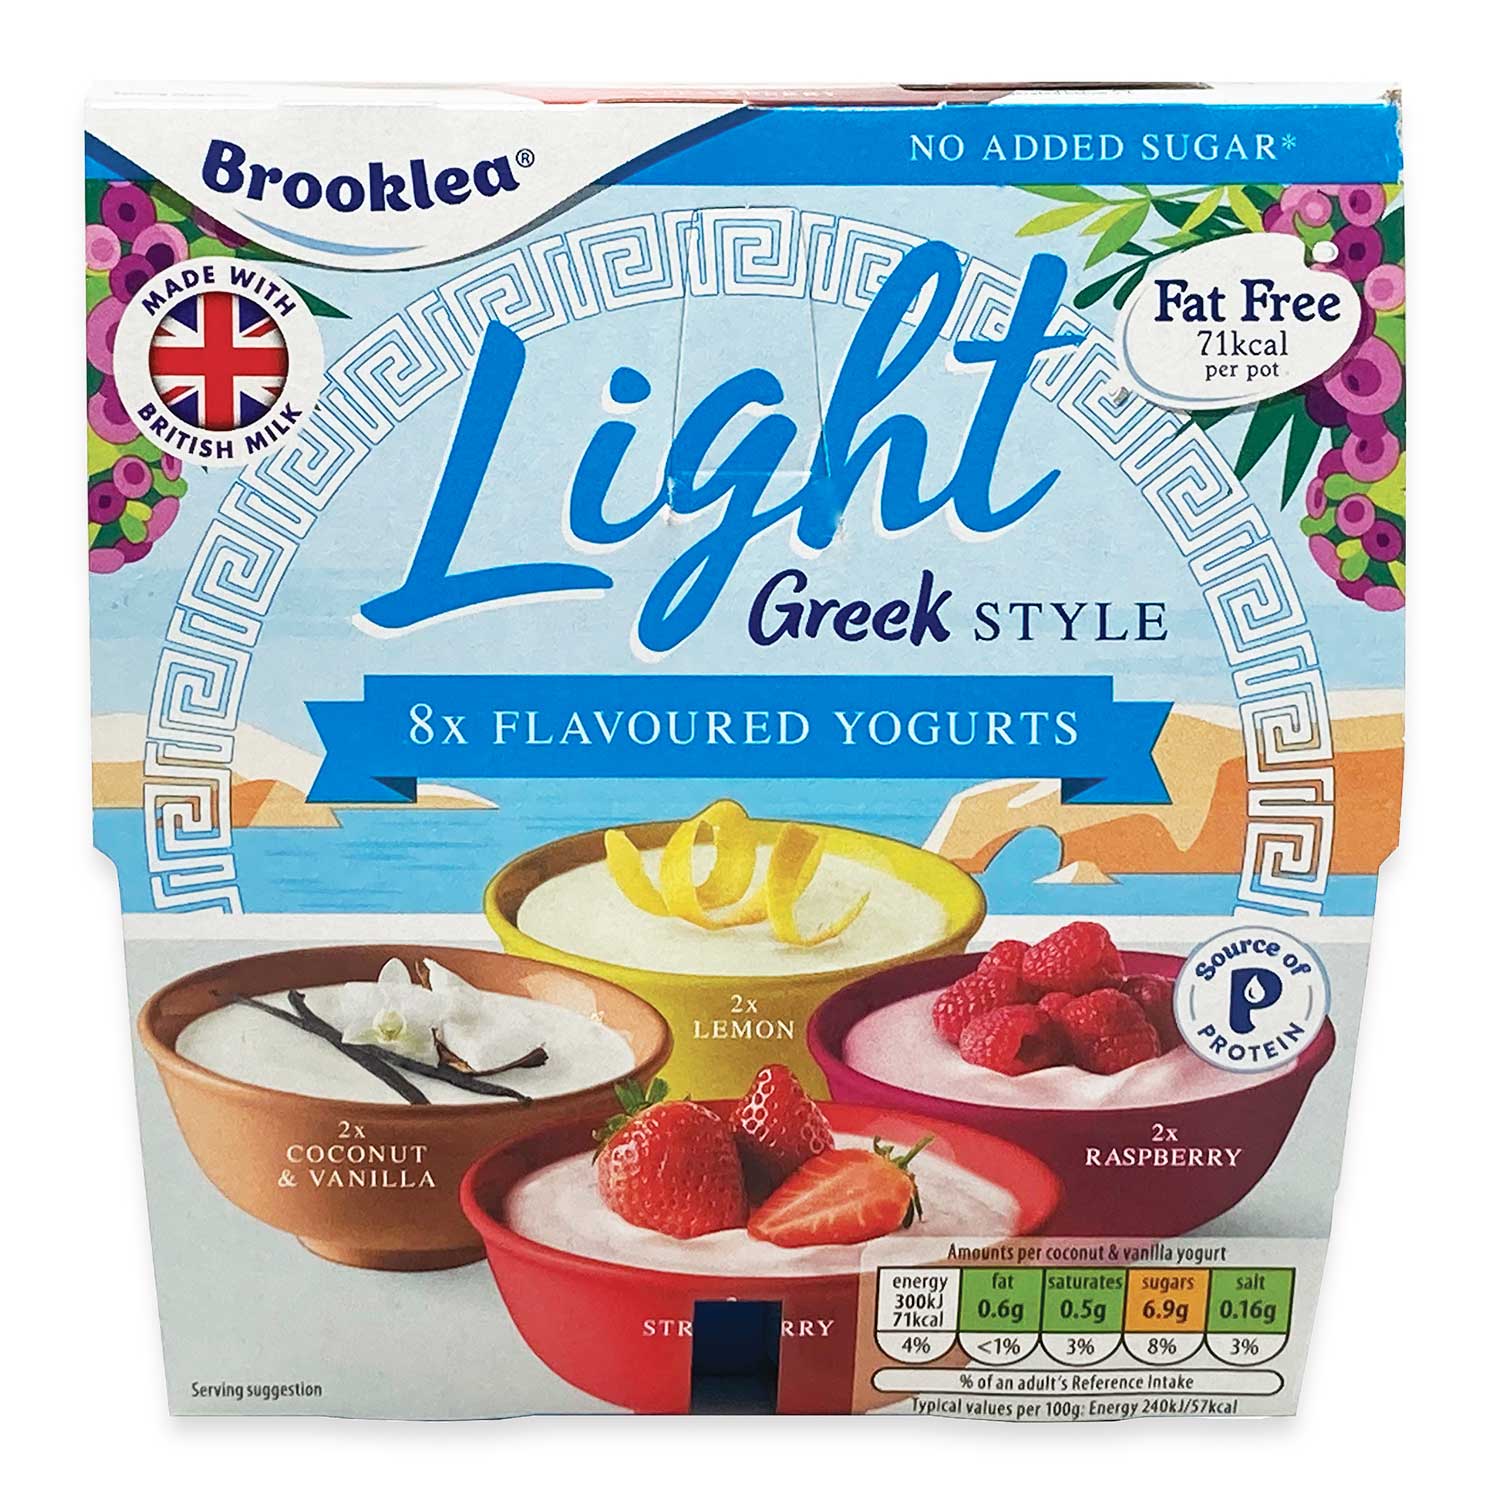 Brooklea®
NO ADDED SUGAR*
MADE WITH
BRITISH MILK
Fat Free
71kcal
per pot
Light
Greek STYLE
8x FLAVOURED YOGURTS
2x
LEMON
Source of
P
PROTEIN
2x
COCONUT
& VANILLA
2x
RASPBERRY
STR RRY
Amounts per coconut & vanilla yogurt
energy fat saturates sugars salt
300kJ
71kcal 0.6g 0.5g 6.9g 0.16g
4% <1% 3% 8% 3%
% of an adult's Reference Intake
Typical values per 100g: Energy 240kJ/57kcal
Serving suggestion